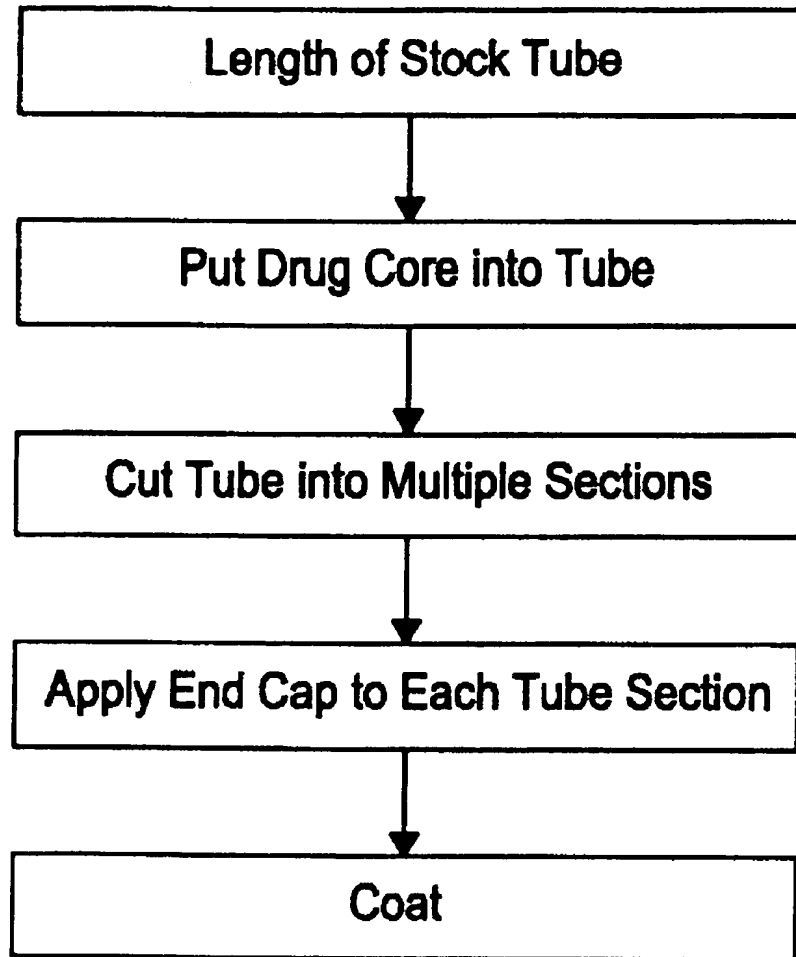 Length of Stock Tube
Put Drug Core into Tube
Cut Tube into Multiple Sections
Apply End Cap to Each Tube Section
Coat